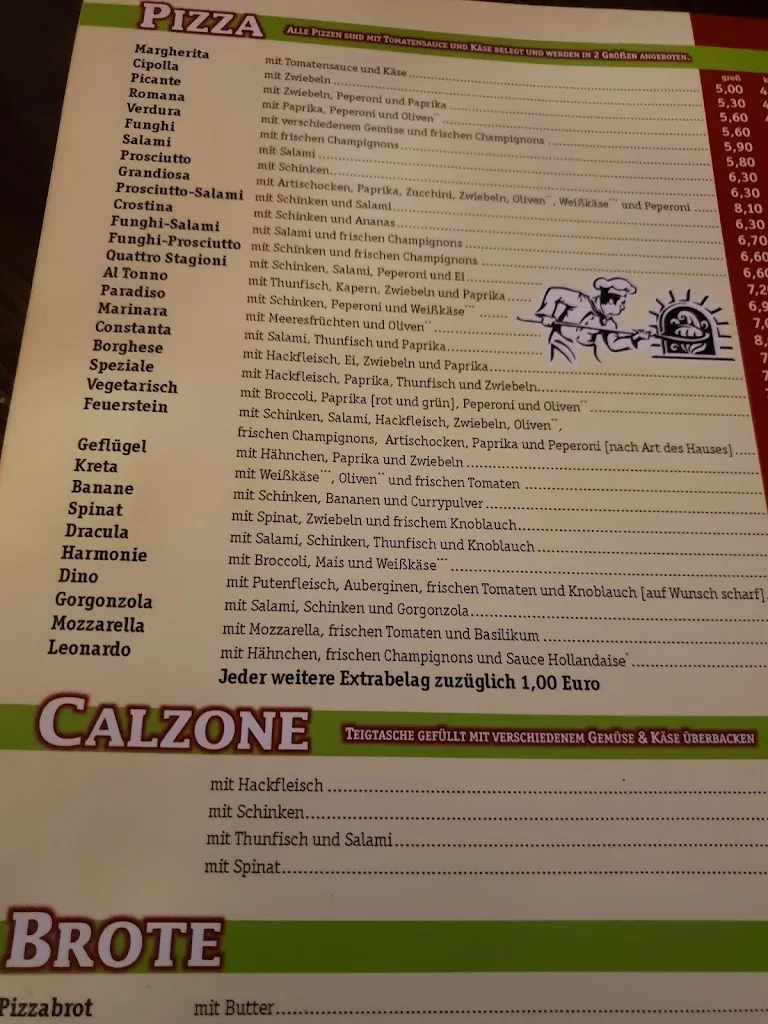 PIZZA ALLE PIZZEN SIND MIT TOMATENSAUCE UND KÄSE BELEGT UND WERDEN IN 2 GRÖßEN ANGEBOTEN.
groß
Margherita mit Tomatensauce und Käse 5,00
Cipolla mit Zwiebeln 5,30
Picante mit Zwiebeln, Peperoni und Paprika 5,60
Romana mit Paprika, Peperoni und Oliven** 5,60
Verdura mit verschiedenem Gemüse und frischen Champignons 5,90
Funghi mit frischen Champignons 5,80
Salami mit Salami 6,30
Prosciutto mit Schinken 6,30
Grandiosa mit Artischocken, Paprika, Zucchini, Zwiebeln, Oliven**, Weißkäse*** und Peperoni 8,10
Prosciutto-Salami mit Schinken und Salami 6,30
Crostina mit Schinken und Ananas 6,70
Funghi-Salami mit Salami und frischen Champignons 6,60
Funghi-Prosciutto mit Schinken und frischen Champignons
Quattro Stagioni mit Schinken, Salami, Peperoni und Ei
Al Tonno mit Thunfisch, Kapern, Zwiebeln und Paprika
Paradiso mit Schinken, Peperoni und Weißkäse***
Marinara mit Meeresfrüchten und Oliven**
Constanta mit Salami, Thunfisch und Paprika
Borghese mit Hackfleisch, Ei, Zwiebeln und Paprika
Speziale mit Hackfleisch, Paprika, Thunfisch und Zwiebeln
Vegetarisch mit Broccoli, Paprika [rot und grün], Peperoni und Oliven**
Feuerstein mit Schinken, Salami, Hackfleisch, Zwiebeln, Oliven**,
frischen Champignons, Artischocken, Paprika und Peperoni [nach Art des Hauses]
Geflügel mit Hähnchen, Paprika und Zwiebeln
Kreta mit Weißkäse***, Oliven** und frischen Tomaten
Banane mit Schinken, Bananen und Currypulver
Spinat mit Spinat, Zwiebeln und frischem Knoblauch
Dracula mit Salami, Schinken, Thunfisch und Knoblauch
Harmonie mit Broccoli, Mais und Weißkäse***
Dino mit Putenfleisch, Auberginen, frischen Tomaten und Knoblauch [auf Wunsch scharf]
Gorgonzola mit Salami, Schinken und Gorgonzola
Mozzarella mit Mozzarella, frischen Tomaten und Basilikum
Leonardo mit Hähnchen, frischen Champignons und Sauce Hollandaise*
Jeder weitere Extrabelag zuzüglich 1,00 Euro
CALZONE TEIGTASCHE GEFÜLLT MIT VERSCHIEDENEM GEMÜSE & KÄSE ÜBERBACKEN
mit Hackfleisch
mit Schinken
mit Thunfisch und Salami
mit Spinat
BROTE
Pizzabrot mit Butter